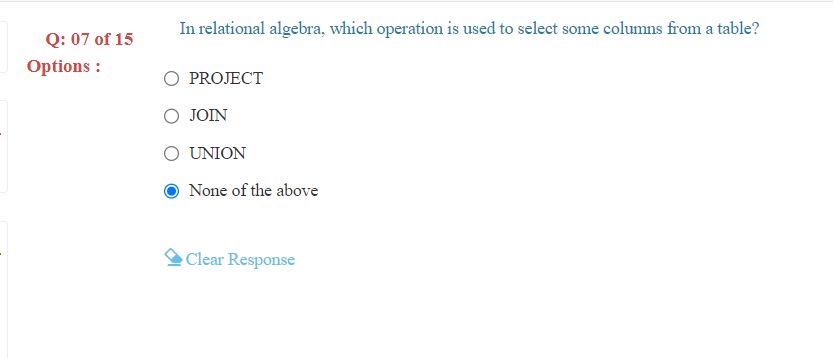 In relational algebra, which operation is used to select some columns from a table?
Q: 07 of 15
Options :
PROJECT
JOIN
UNION
None of the above
Clear Response